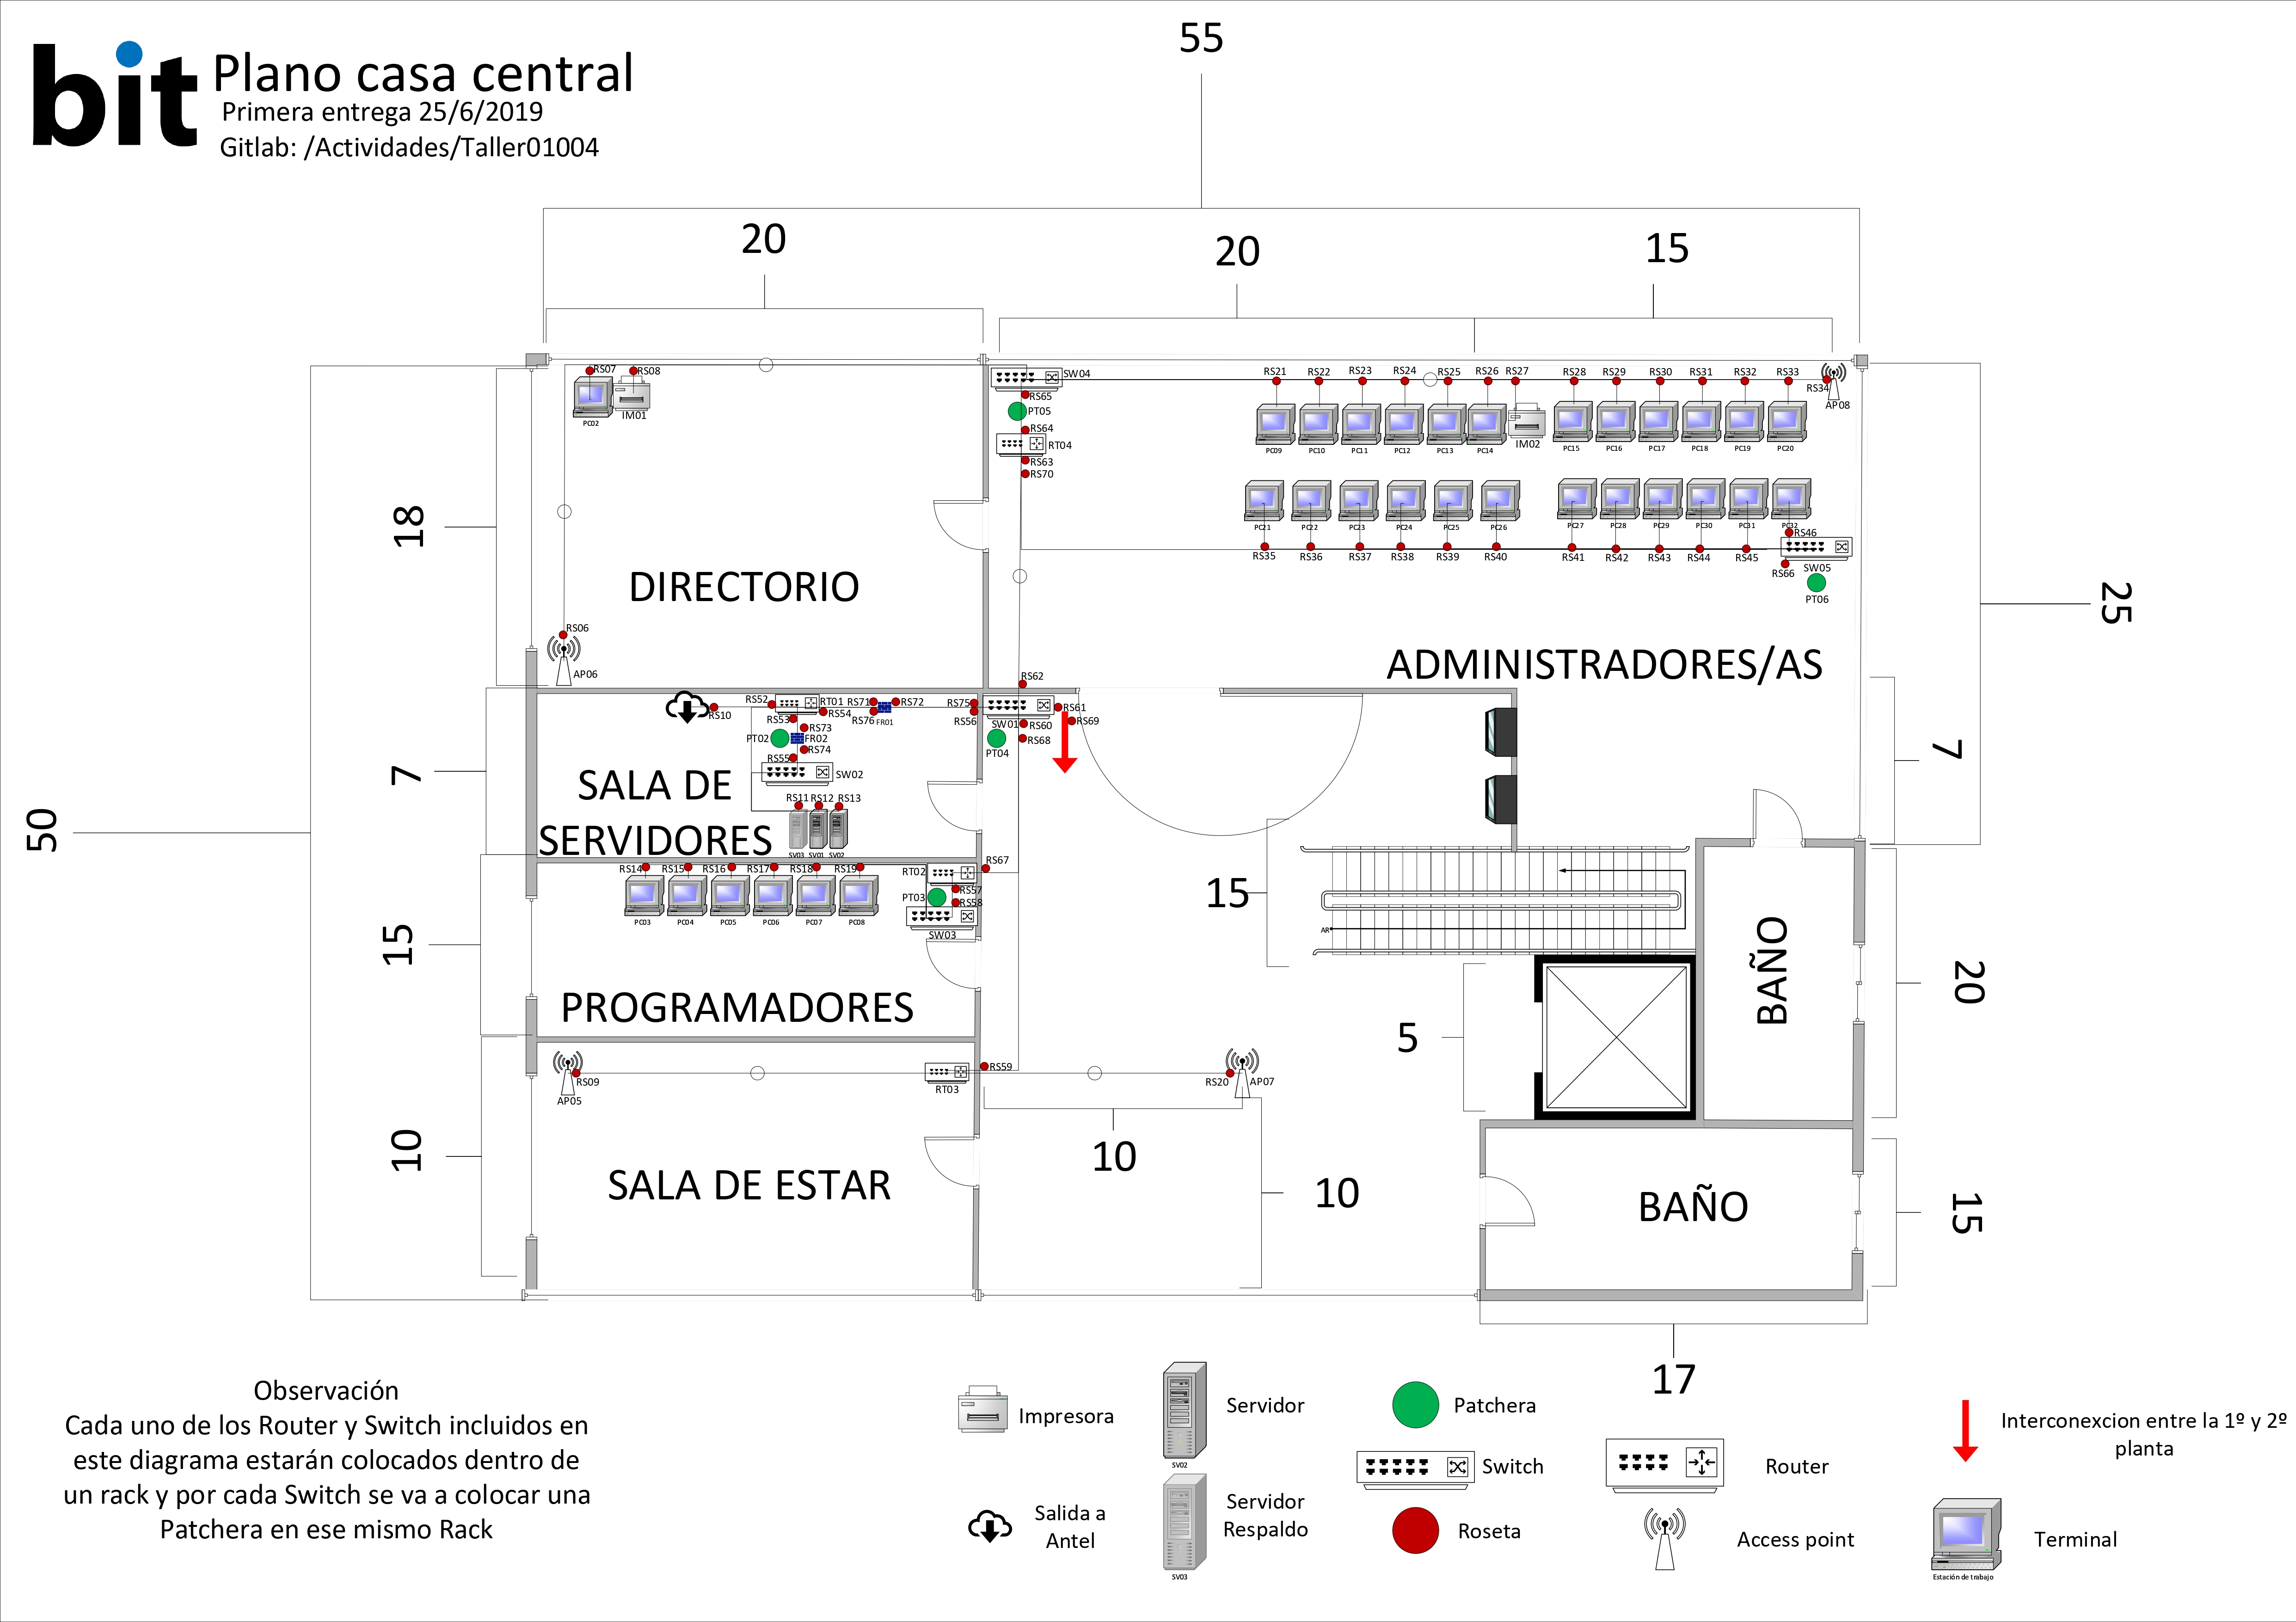 bit
Plano casa central
Primera entrega 25/6/2019
Gitlab: /Actividades/Taller01004
55
20
20
15
RS07
RS08
PC02
IM01
SW04
RS65
PT05
RS64
RT04
RS63
RS70
RS21
RS22
RS23
RS24
RS25
RS26
RS27
RS28
RS29
RS30
RS31
RS32
RS33
RS34
AP08
PC09
PC10
PC11
PC12
PC13
PC14
IM02
PC15
PC16
PC17
PC18
PC19
PC20
PC21
PC22
PC23
PC24
PC25
PC26
PC27
PC28
PC29
PC30
PC31
PC32
RS35
RS36
RS37
RS38
RS39
RS40
RS41
RS42
RS43
RS44
RS45
RS46
RS66
SW05
PT06
18
25
DIRECTORIO
RS06
AP06
ADMINISTRADORES/AS
RS62
RS10
RS52
RT01
RS71
RS72
RS54
RS76
FR01
RS53
RS73
PT02
FR02
RS74
RS55
SW02
RS75
RS56
SW01
RS61
RS69
RS60
RS68
PT04
7
7
50
SALA DE
SERVIDORES
RS11
RS12
RS13
SV03
SV01
SV02
RS14
RS15
RS16
RS17
RS18
RS19
RT02
RS67
PT03
RS57
RS58
SW03
PC03
PC04
PC05
PC06
PC07
PC08
15
PROGRAMADORES
15
AR
BAÑO
20
5
RS09
AP05
RT03
RS59
RS20
AP07
10
SALA DE ESTAR
10
10
BAÑO
15
17
Observación
Cada uno de los Router y Switch incluidos en
este diagrama estarán colocados dentro de
un rack y por cada Switch se va a colocar una
Patchera en ese mismo Rack
Impresora
Servidor
SV02
Patchera
Switch
Router
Interconexcion entre la 1º y 2º
planta
Salida a
Antel
Servidor
Respaldo
SV03
Roseta
Access point
Terminal
Estación de trabajo